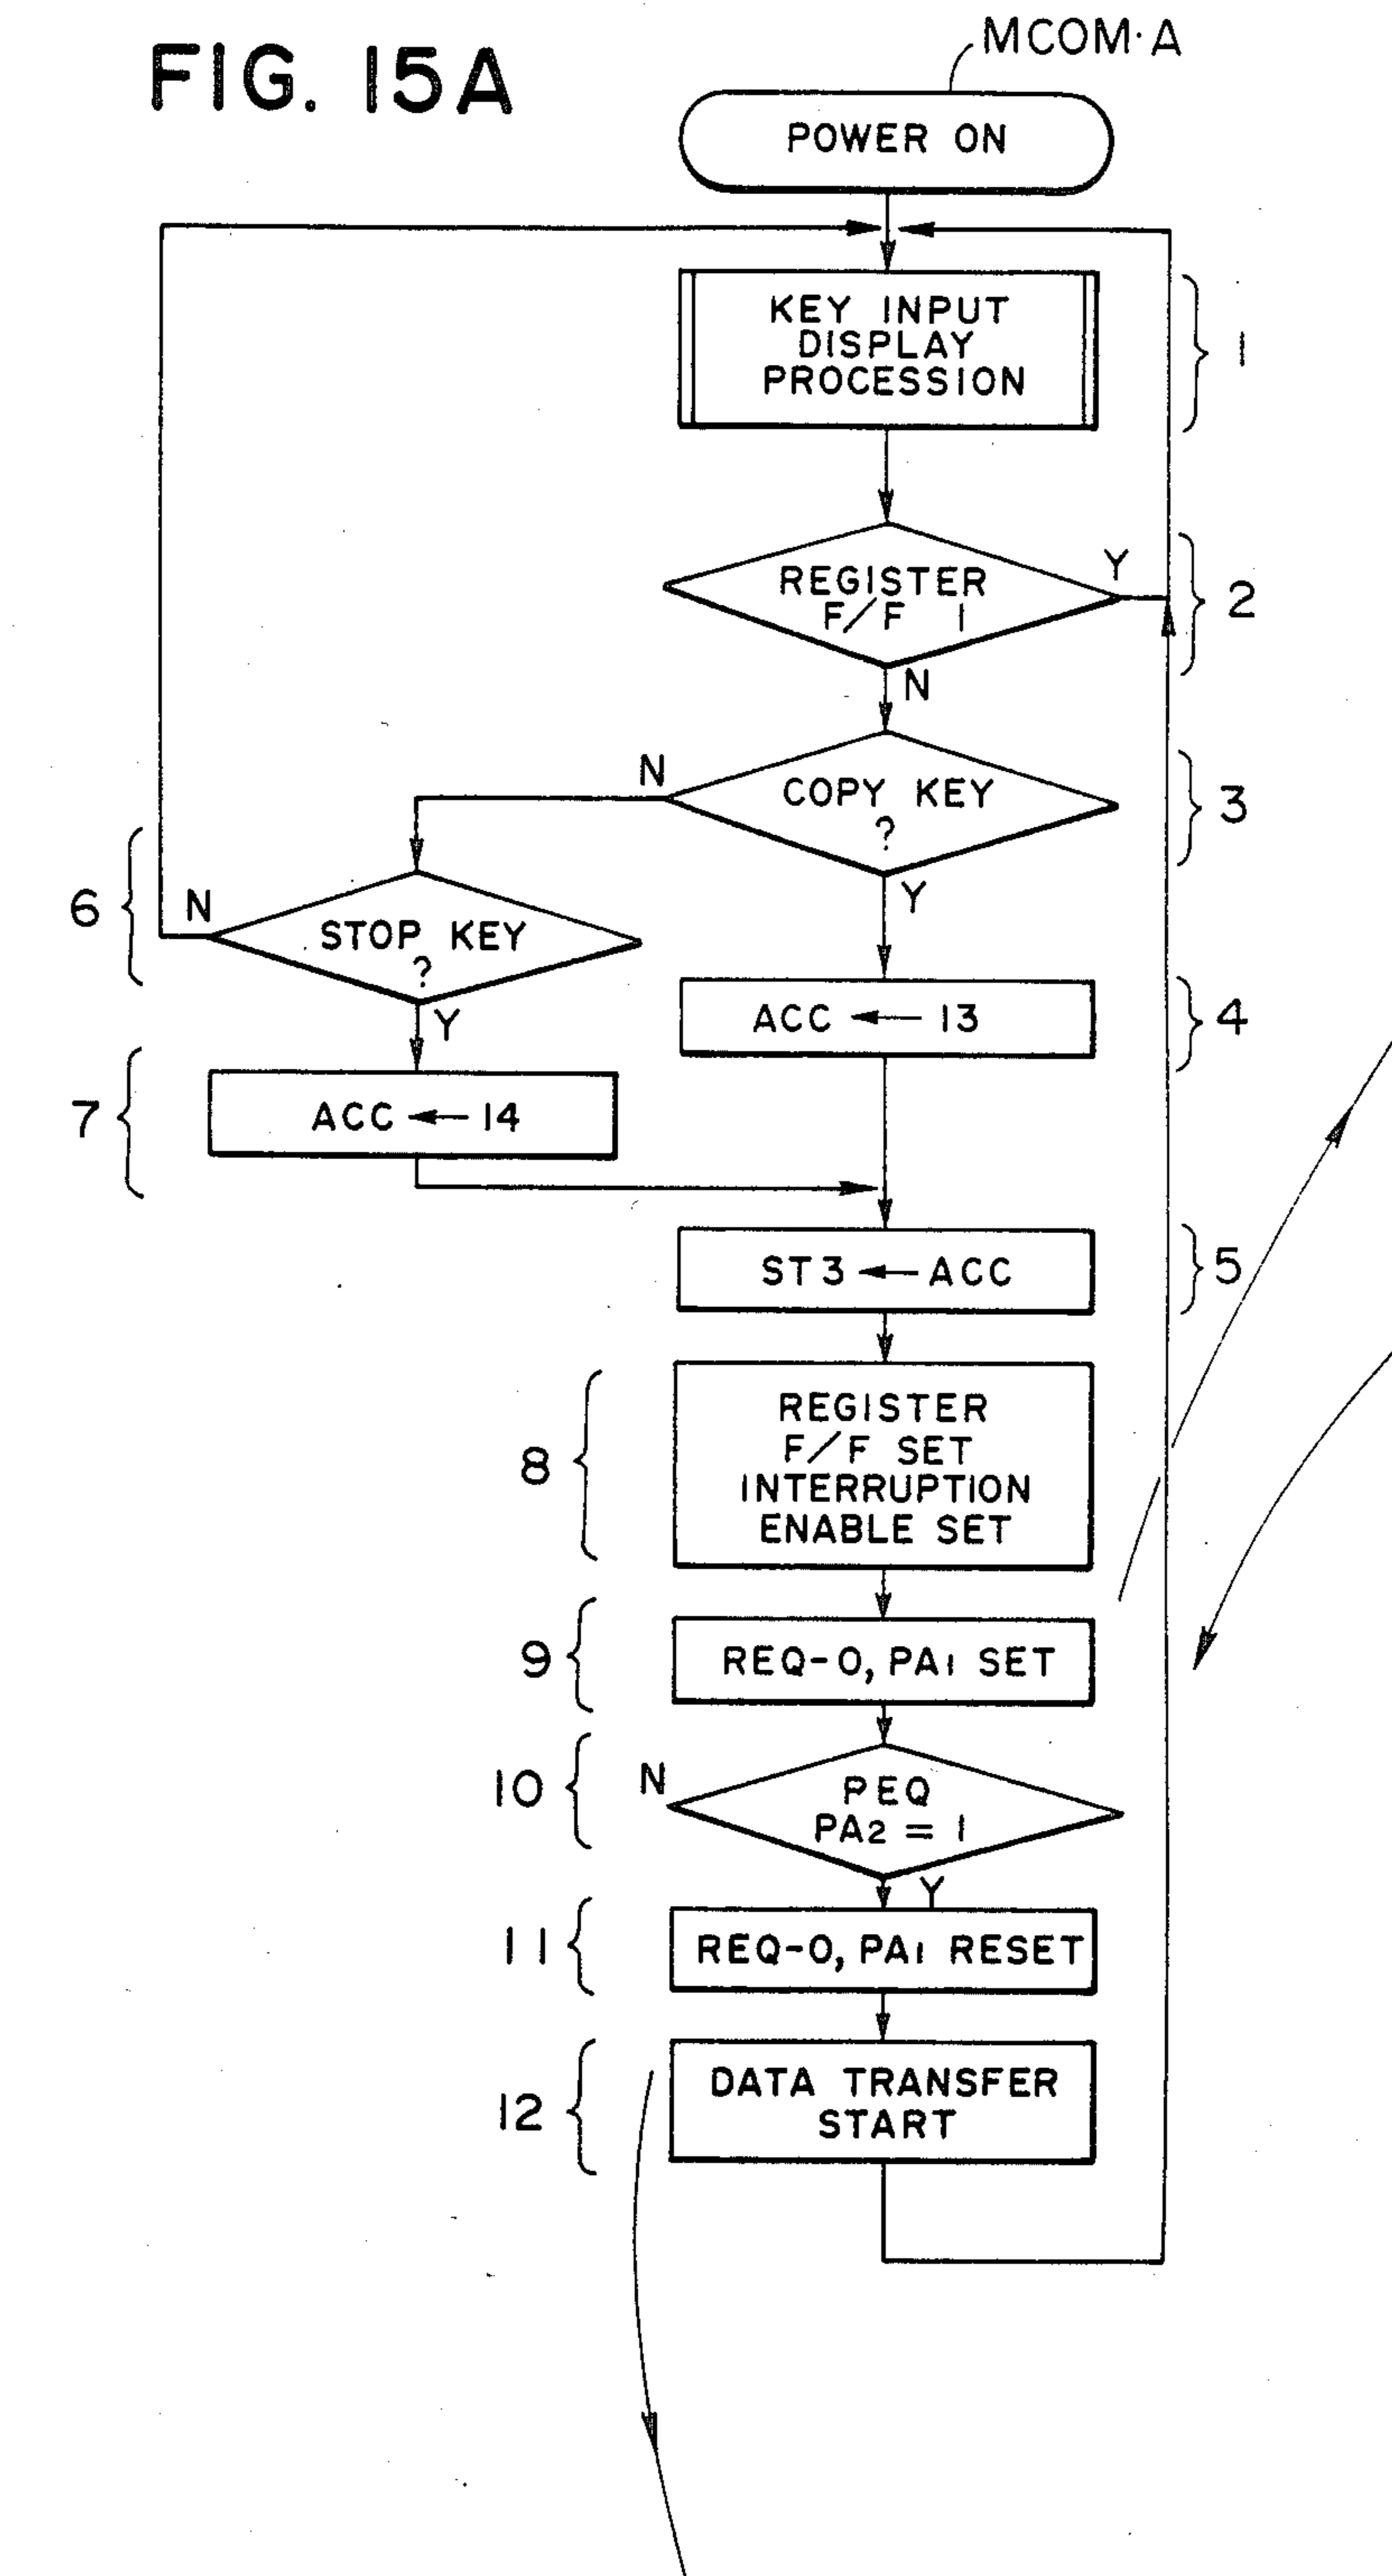 FIG. 15A
MCOM·A
POWER ON
KEY INPUT
DISPLAY
PROCESSION
1
REGISTER
F/F 1
Y
2
N
COPY KEY
?
N
3
Y
STOP KEY
?
N
6
Y
ACC ← 13
4
ACC ← 14
7
ST3 ← ACC
5
REGISTER
F/F SET
INTERRUPTION
ENABLE SET
8
REQ-0, PA1 SET
9
PEQ
PA2 = 1
N
10
Y
REQ-0, PA1 RESET
11
DATA TRANSFER
START
12